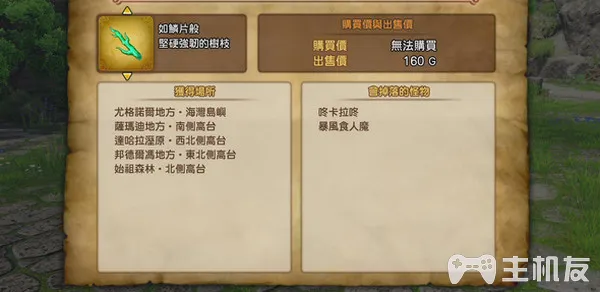 如鱗片般
堅硬強韌的樹枝
購買價與出售價
購買價 無法購買
出售價 160 G
獲得場所
尤格諾爾地方・海灣島嶼
薩瑪迪地方・南側高台
達哈拉溼原・西北側高台
邦德爾馮地方・東北側高台
始祖森林・北側高台
會掉落的怪物
咚卡拉咚
暴風食人魔
主机友